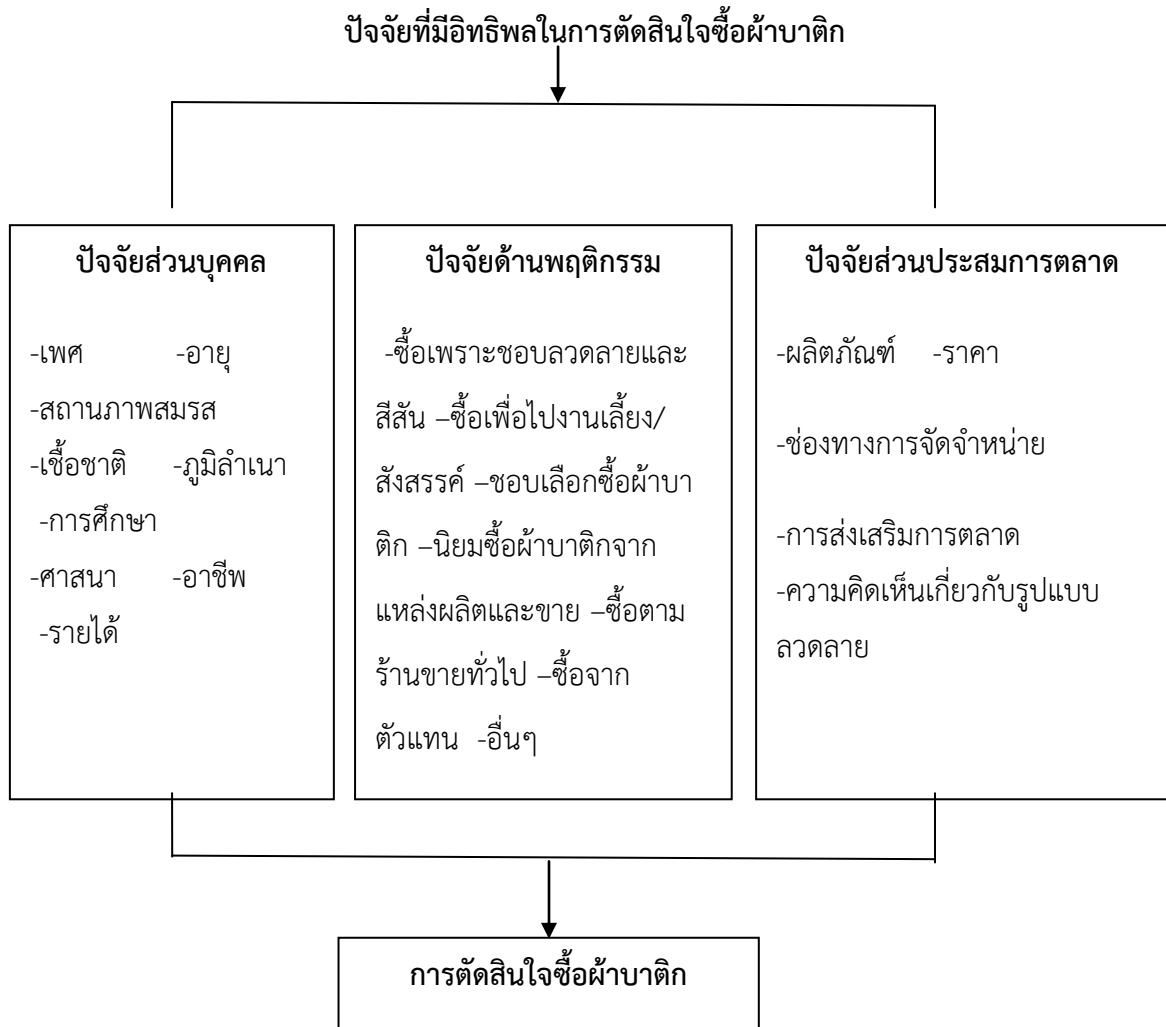 ปัจจัยที่มีอิทธิพลในการตัดสินใจซื้อผ้าบาติก
ปัจจัยส่วนบุคคล
-เพศ -อายุ
-สถานภาพสมรส
-เชื้อชาติ -ภูมิลำเนา
-การศึกษา
-ศาสนา -อาชีพ
-รายได้
ปัจจัยด้านพฤติกรรม
-ซื้อเพราะชอบลวดลายและ
สีสัน –ซื้อเพื่อไปงานเลี้ยง/
สังสรรค์ –ชอบเลือกซื้อผ้าบา
ติก –นิยมซื้อผ้าบาติกจาก
แหล่งผลิตและขาย –ซื้อตาม
ร้านขายทั่วไป –ซื้อจาก
ตัวแทน -อื่นๆ
ปัจจัยส่วนประสมการตลาด
-ผลิตภัณฑ์ -ราคา
-ช่องทางการจัดจำหน่าย
-การส่งเสริมการตลาด
-ความคิดเห็นเกี่ยวกับรูปแบบ
ลวดลาย
การตัดสินใจซื้อผ้าบาติก